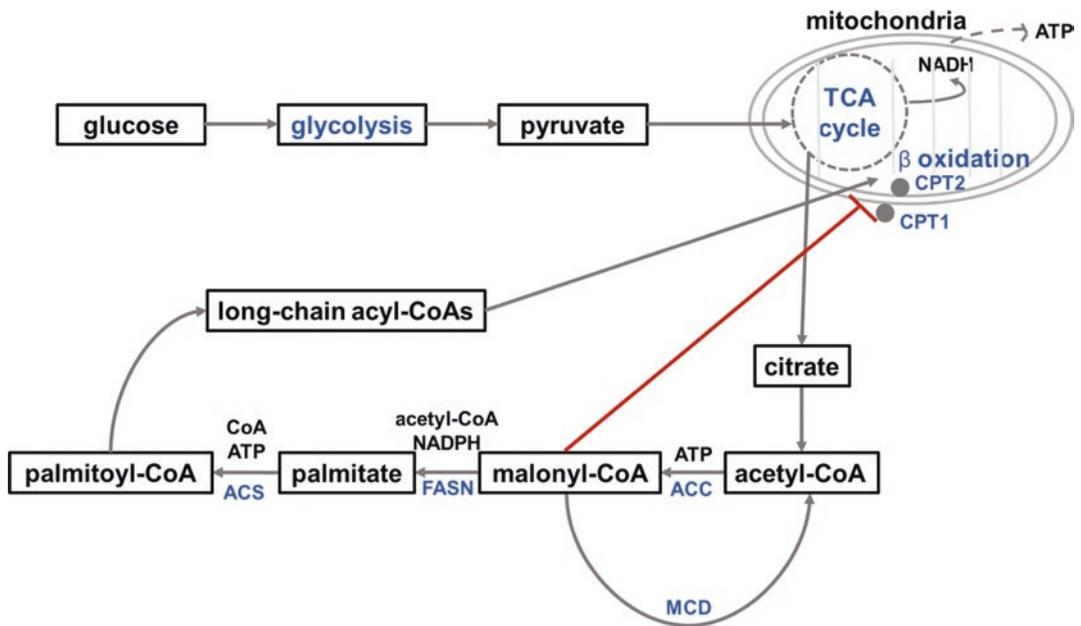 mitochondria
ATP
NADH
TCA
cycle
glucose
glycolysis
pyruvate
β oxidation
CPT2
CPT1
long-chain acyl-CoAs
citrate
CoA
ATP
acetyl-CoA
NADPH
ATP
palmitoyl-CoA
palmitate
malonyl-CoA
acetyl-CoA
ACS
FASN
ACC
MCD